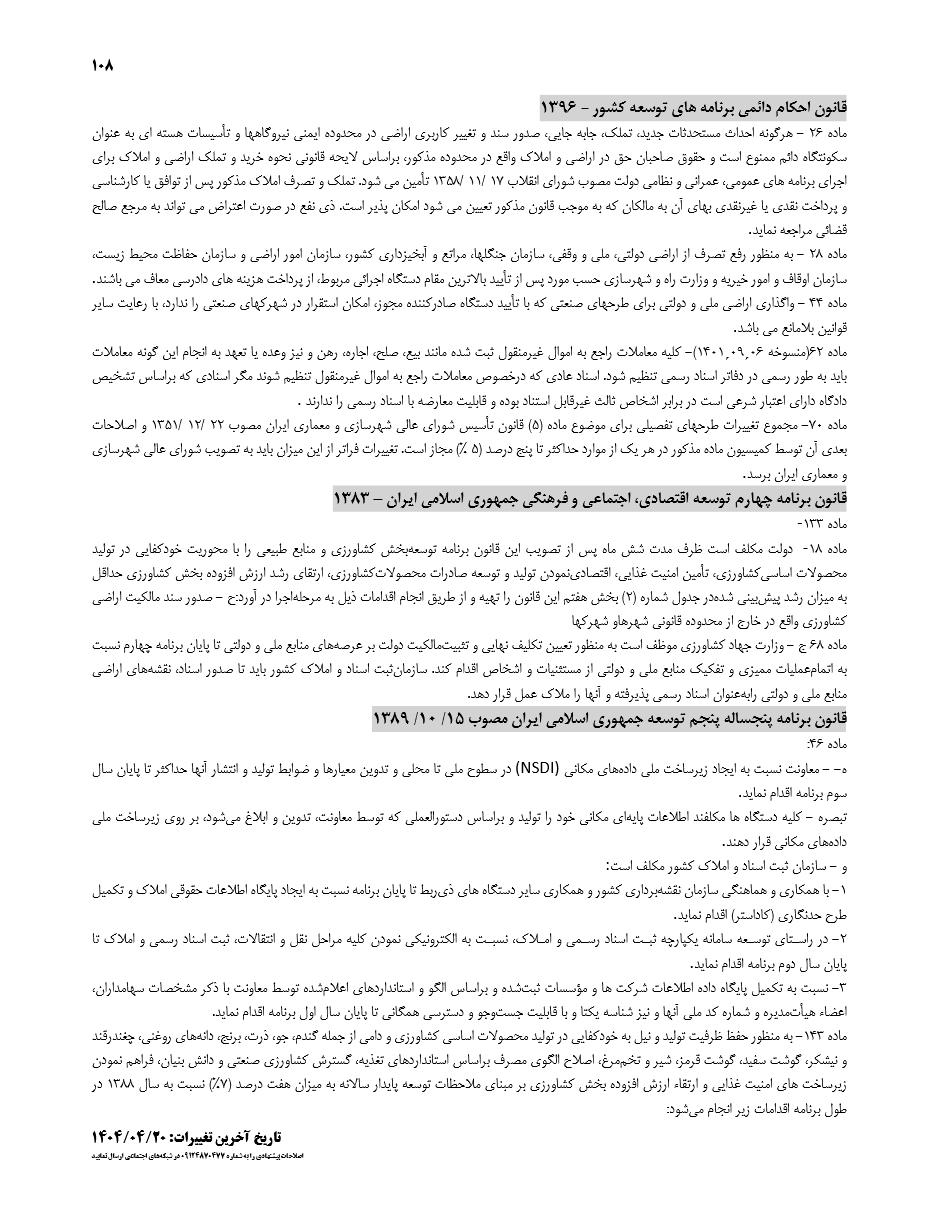 ۱۰۸
قانون احکام دائمی برنامه های توسعه کشور – ۱۳۹۶
ماده ۲۶ – هرگونه احداث مستحدثات جدید، تملک، جابه جایی، صدور سند و تغییر کاربری اراضی در محدوده ایمنی نیروگاهها و تأسیسات هسته ای به عنوان
سکونتگاه دائم ممنوع است و حقوق صاحبان حق در اراضی و املاک واقع در محدوده مذکور، براساس لایحه قانونی نحوه خرید و تملک اراضی و املاک برای
اجرای برنامه های عمومی، عمرانی و نظامی دولت مصوب شورای انقلاب ۱۷ /۱۱ /۱۳۵۸ تأمین می شود. تملک و تصرف املاک مذکور پس از توافق یا کارشناسی
و پرداخت نقدی یا غیرنقدی بهای آن به مالکان که به موجب قانون مذکور تعیین می شود امکان پذیر است. ذی نفع در صورت اعتراض می تواند به مرجع صالح
قضائی مراجعه نماید.
ماده ۲۸ – به منظور رفع تصرف از اراضی دولتی، ملی و وقفی، سازمان جنگلها، مراتع و آبخیزداری کشور، سازمان امور اراضی و سازمان حفاظت محیط زیست،
سازمان اوقاف و امور خیریه و وزارت راه و شهرسازی حسب مورد پس از تأیید بالاترین مقام دستگاه اجرائی مربوط، از پرداخت هزینه های دادرسی معاف می باشند.
ماده ۴۴ – واگذاری اراضی ملی و دولتی برای طرحهای صنعتی که با تأیید دستگاه صادرکننده مجوز، امکان استقرار در شهرکهای صنعتی را ندارد، با رعایت سایر
قوانین بلامانع می باشد.
ماده ۶۲(منسوخه ۱۴۰۱٫۰۹٫۰۶)– کلیه معاملات راجع به اموال غیرمنقول ثبت شده مانند بیع، صلح، اجاره، رهن و نیز وعده یا تعهد به انجام این گونه معاملات
باید به طور رسمی در دفاتر اسناد رسمی تنظیم شود. اسناد عادی که درخصوص معاملات راجع به اموال غیرمنقول تنظیم شوند مگر اسنادی که براساس تشخیص
دادگاه دارای اعتبار شرعی است در برابر اشخاص ثالث غیرقابل استناد بوده و قابلیت معارضه با اسناد رسمی را ندارند .
ماده ۷۰– مجموع تغییرات طرحهای تفصیلی برای موضوع ماده (۵) قانون تأسیس شورای عالی شهرسازی و معماری ایران مصوب ۲۲ /۱۲ /۱۳۵۱ و اصلاحات
بعدی آن توسط کمیسیون ماده مذکور در هر یک از موارد حداکثر تا پنج درصد (۵ ٪) مجاز است. تغییرات فراتر از این میزان باید به تصویب شورای عالی شهرسازی
و معماری ایران برسد.
قانون برنامه چهارم توسعه اقتصادی، اجتماعی و فرهنگی جمهوری اسلامی ایران – ۱۳۸۳
ماده ۱۳۳-
ماده ۱۸- دولت مکلف است ظرف مدت شش ماه پس از تصویب این قانون برنامه توسعه‌بخش کشاورزی و منابع طبیعی را با محوریت خودکفایی در تولید
محصولات اساسی‌کشاورزی، تأمین امنیت غذایی، اقتصادی‌نمودن تولید و توسعه صادرات محصولات‌کشاورزی، ارتقای رشد ارزش افزوده بخش کشاورزی حداقل
به میزان رشد پیش‌بینی شده‌در جدول شماره (۲) بخش هفتم این قانون را تهیه و از طریق انجام اقدامات ذیل به مرحله‌اجرا در آورد:ح - صدور سند مالکیت اراضی
کشاورزی واقع در خارج از محدوده قانونی شهرهاو شهرکها
ماده ۶۸ ج – وزارت جهاد کشاورزی موظف است به منظور تعیین تکلیف نهایی و تثبیت‌مالکیت دولت بر عرصه‌های منابع ملی و دولتی تا پایان برنامه چهارم نسبت
به اتمام‌عملیات ممیزی و تفکیک منابع ملی و دولتی از مستثنیات و اشخاص اقدام کند. سازمان‌ثبت اسناد و املاک کشور باید تا صدور اسناد، نقشه‌های اراضی
منابع ملی و دولتی رابه‌عنوان اسناد رسمی پذیرفته و آنها را ملاک عمل قرار دهد.
قانون برنامه پنجساله پنجم توسعه جمهوری اسلامی ایران مصوب ۱۵/ ۱۰/ ۱۳۸۹
ماده ۴۶:
ه– – معاونت نسبت به ایجاد زیرساخت ملی داده‌های مکانی (NSDI) در سطوح ملی تا محلی و تدوین معیارها و ضوابط تولید و انتشار آنها حداکثر تا پایان سال
سوم برنامه اقدام نماید.
تبصره – کلیه دستگاه ها مکلفند اطلاعات پایه‌ای مکانی خود را تولید و براساس دستورالعملی که توسط معاونت، تدوین و ابلاغ می‌شود، بر روی زیرساخت ملی
داده‌های مکانی قرار دهند.
و – سازمان ثبت اسناد و املاک کشور مکلف است:
۱– با همکاری و هماهنگی سازمان نقشه‌برداری کشور و همکاری سایر دستگاه های ذی‌ربط تا پایان برنامه نسبت به ایجاد پایگاه اطلاعات حقوقی املاک و تکمیل
طرح حدنگاری (کاداستر) اقدام نماید.
۲– در راسـتای توسـعه سامانه یکپارچه ثبـت اسناد رسـمی و امـلاک، نسبـت به الکترونیکی نمودن کلیه مراحل نقل و انتقالات، ثبت اسناد رسمی و املاک تا
پایان سال دوم برنامه اقدام نماید.
۳– نسبت به تکمیل پایگاه داده اطلاعات شرکت ها و مؤسسات ثبت‌شده و براساس الگو و استانداردهای اعلام‌شده توسط معاونت با ذکر مشخصات سهامداران،
اعضاء هیأت‌مدیره و شماره کد ملی آنها و نیز شناسه یکتا و با قابلیت جست‌وجو و دسترسی همگانی تا پایان سال اول برنامه اقدام نماید.
ماده ۱۴۳– به منظور حفظ ظرفیت تولید و نیل به خودکفایی در تولید محصولات اساسی کشاورزی و دامی از جمله گندم، جو، ذرت، برنج، دانه‌های روغنی، چغندرقند
و نیشکر، گوشت سفید، گوشت قرمز، شیر و تخم‌مرغ، اصلاح الگوی مصرف براساس استانداردهای تغذیه، گسترش کشاورزی صنعتی و دانش بنیان، فراهم نمودن
زیرساخت های امنیت غذایی و ارتقاء ارزش افزوده بخش کشاورزی بر مبنای ملاحظات توسعه پایدار سالانه به میزان هفت درصد (۷٪) نسبت به سال ۱۳۸۸ در
طول برنامه اقدامات زیر انجام می‌شود:
تاریخ آخرین تغییرات: ۱۴۰۴/۰۴/۲۰
اصلاحات پیشنهادی را به شماره ۰۹۱۲۴۸۷۰۴۷۷ در شبکه‌های اجتماعی ارسال نمایید